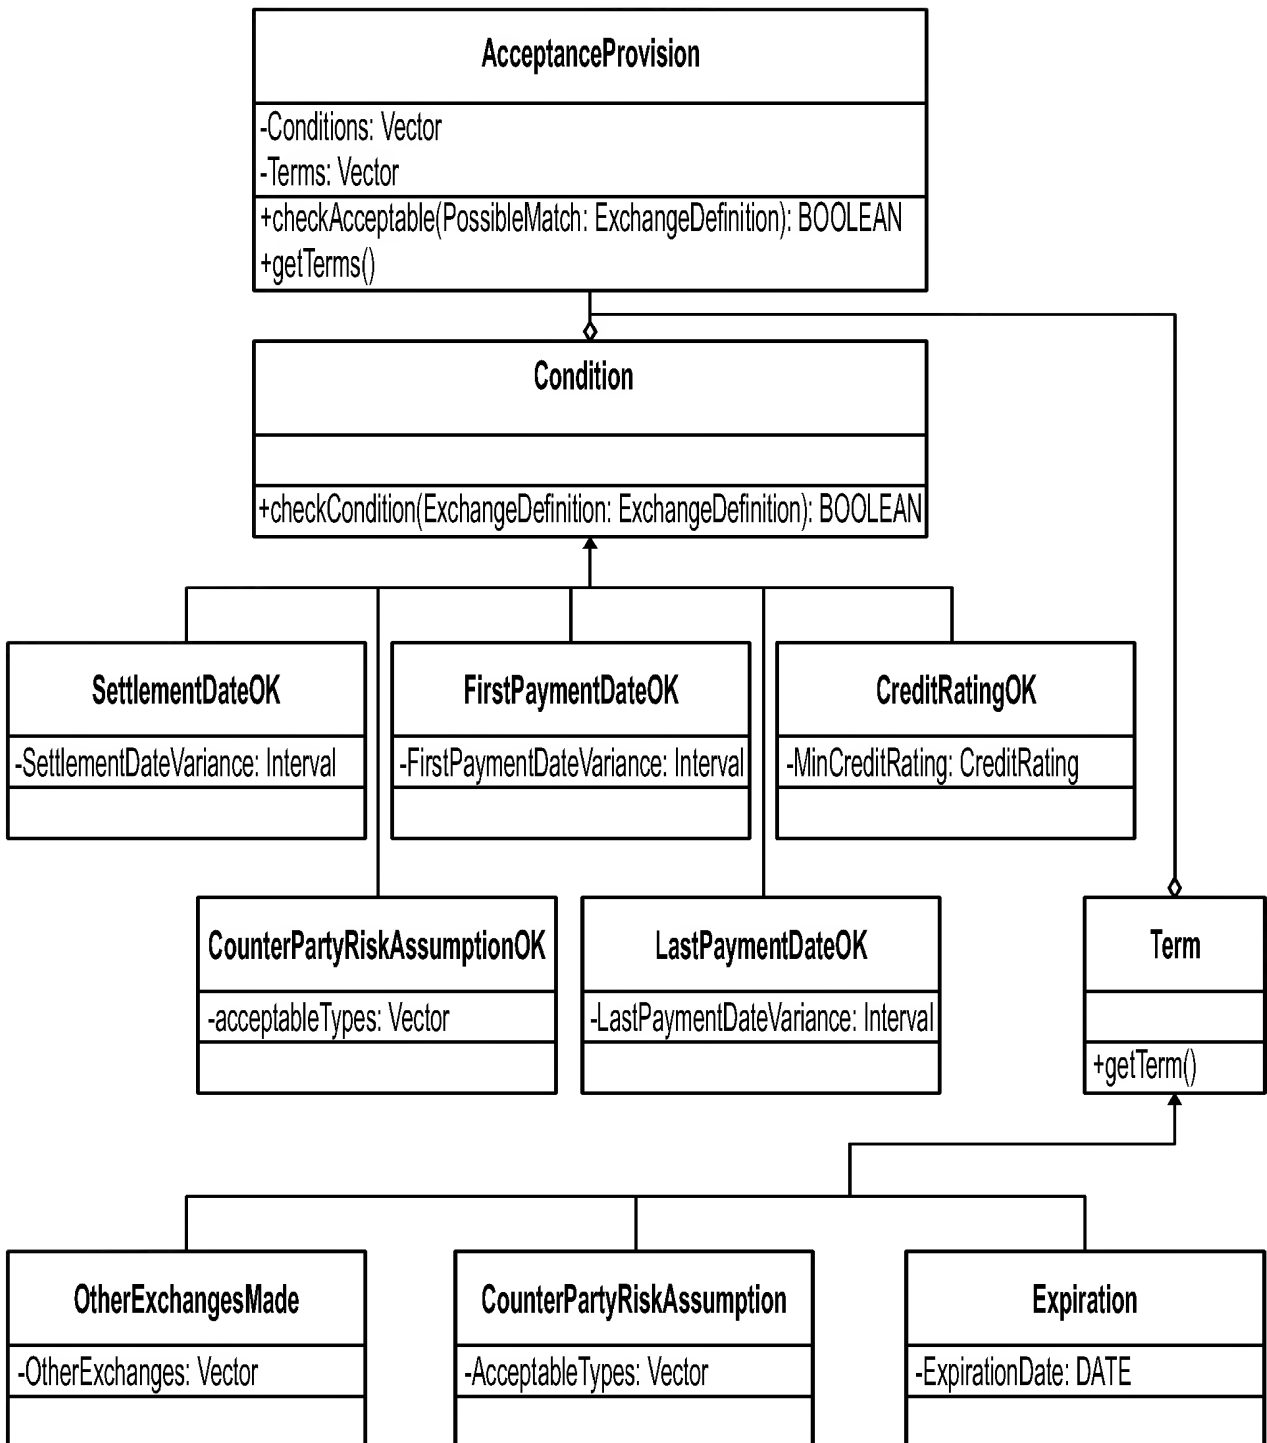 AcceptanceProvision
-Conditions: Vector
-Terms: Vector
+checkAcceptable(PossibleMatch: ExchangeDefinition): BOOLEAN
+getTerms()
Condition
+checkCondition(ExchangeDefinition: ExchangeDefinition): BOOLEAN
SettlementDateOK
-SettlementDateVariance: Interval
FirstPaymentDateOK
-FirstPaymentDateVariance: Interval
CreditRatingOK
-MinCreditRating: CreditRating
CounterPartyRiskAssumptionOK
-acceptableTypes: Vector
LastPaymentDateOK
-LastPaymentDateVariance: Interval
Term
+getTerm()
OtherExchangesMade
-OtherExchanges: Vector
CounterPartyRiskAssumption
-AcceptableTypes: Vector
Expiration
-ExpirationDate: DATE